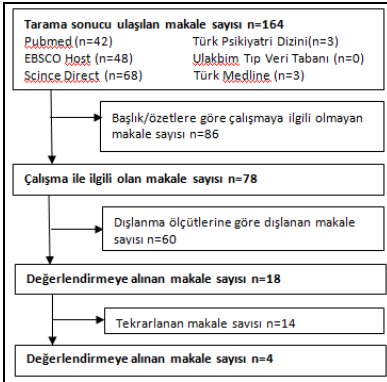 Tarama sonucu ulaşılan makale sayısı n=164
Pubmed (n=42) Türk Psikiyatri Dizini(n=3)
EBSCO Host (n=48) Ulakbim Tıp Veri Tabanı (n=0)
Scince Direct (n=68) Türk Medline (n=3)
Başlık/özetlere göre çalışmaya ilgili olmayan
makale sayısı n=86
Çalışma ile ilgili olan makale sayısı n=78
Dışlanma ölçütlerine göre dışlanan makale
sayısı n=60
Değerlendirmeye alınan makale sayısı n=18
Tekrarlanan makale sayısı n=14
Değerlendirmeye alınan makale sayısı n=4